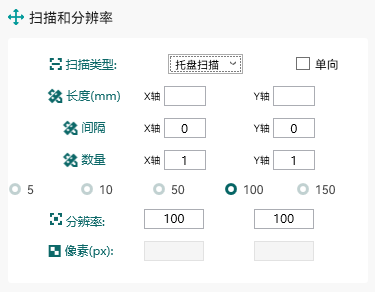 扫描和分辨率
扫描类型: 托盘扫描 单向
长度(mm) X轴 Y轴
间隔 X轴 0 Y轴 0
数量 X轴 1 Y轴 1
5 10 50 100 150
分辨率: 100 100
像素(px):